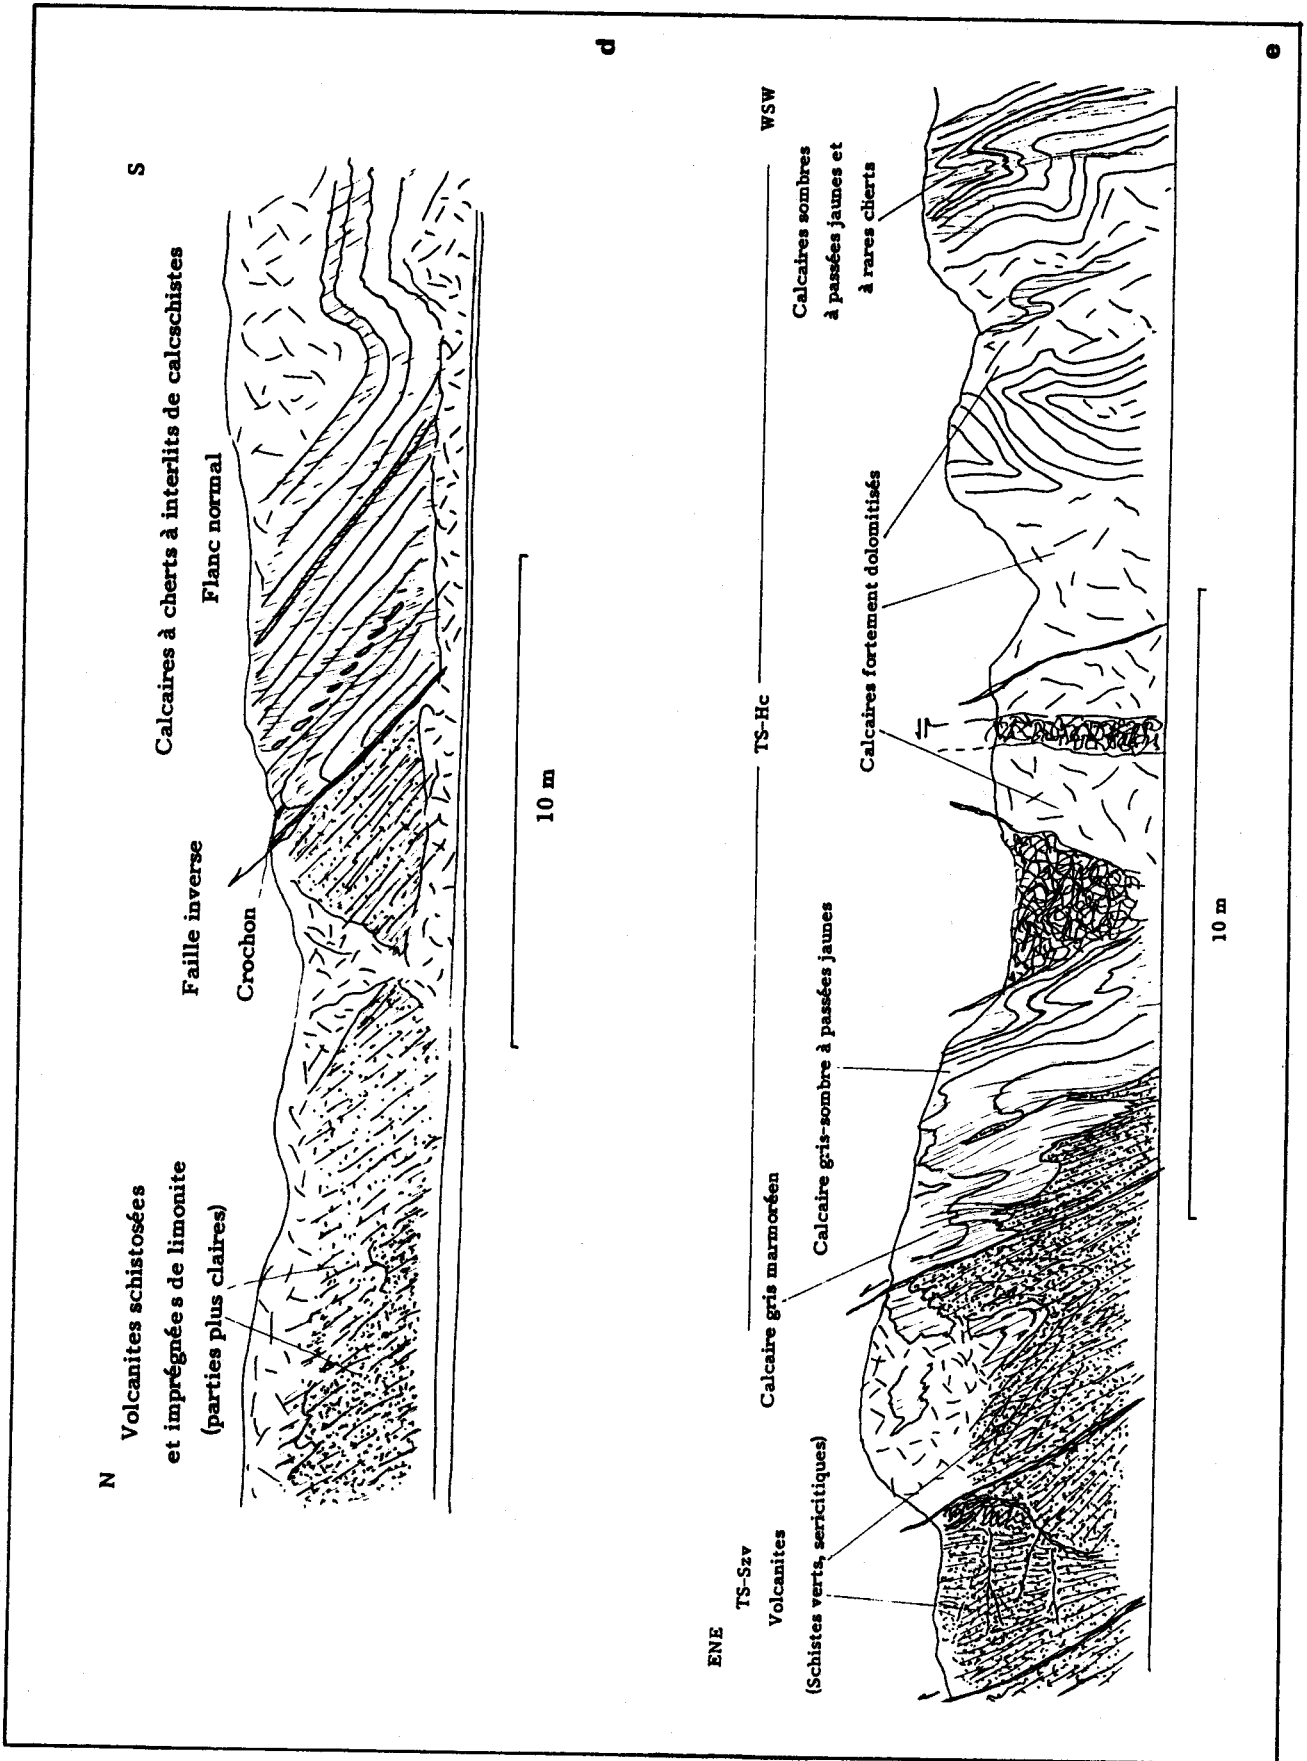 d
N
S
Volcanites schistosées
et imprégnées de limonite
(parties plus claires)
Faille inverse
Crochon
Calcaires à cherts à interlits de calcschistes
Flanc normal
10 m
e
ENE
WSW
TS-Szv
Volcanites
(Schistes verts, sericitiques)
TS-Hc
Calcaire gris marmoréen
Calcaire gris-sombre à passées jaunes
Calcaires fortement dolomitisés
Calcaires sombres
à passées jaunes et
à rares cherts
10 m